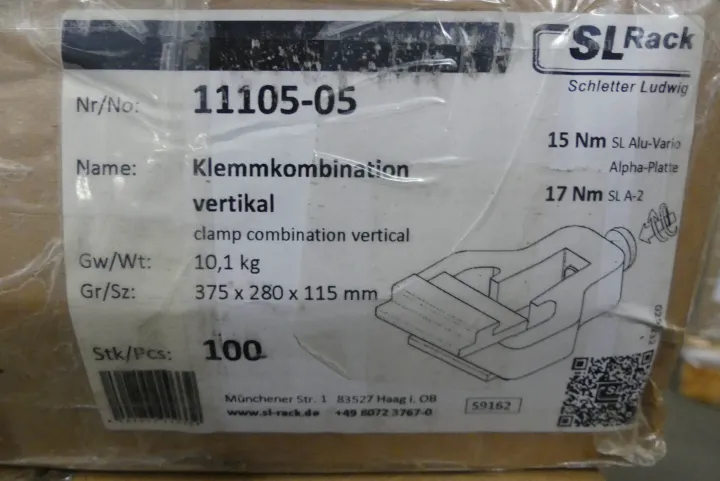 SL Rack
Schletter Ludwig
Nr/No: 11105-05
15 Nm SL Alu-Vario
Alpha-Platte
17 Nm SL A-2
Name: Klemmkombination
vertikal
clamp combination vertical
Gw/Wt: 10,1 kg
Gr/Sz: 375 x 280 x 115 mm
Stk/Pcs: 100
Münchener Str. 1 83527 Haag i. OB
www.sl-rack.de +49 8072 3767-0
59162